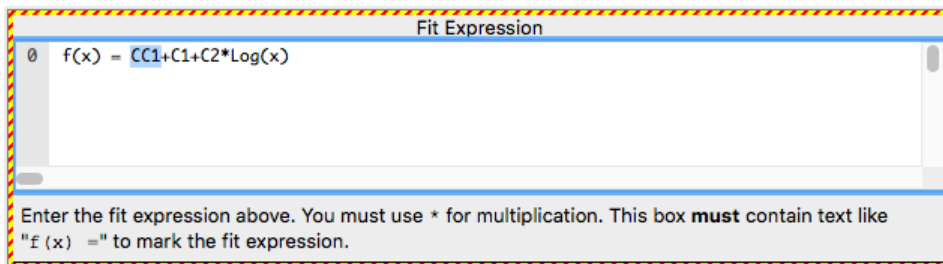 Fit Expression
0 f(x) = CC1+C1+C2*Log(x)
Enter the fit expression above. You must use * for multiplication. This box must contain text like
"f(x) =" to mark the fit expression.